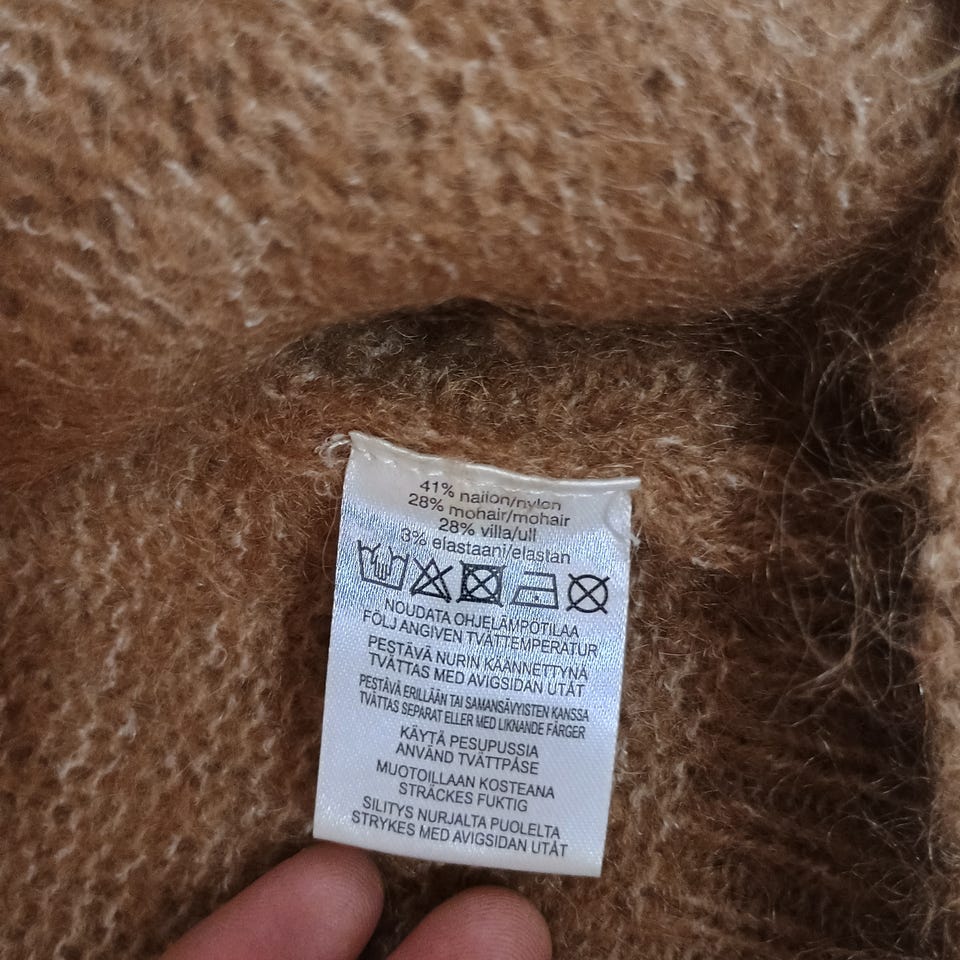 41% nailon/nylon
28% mohair/mohair
28% villa/ull
3% elastaani/elastan
NOUDATA OHJELÄMPÖTILAA
FÖLJ ANGIVEN TVÄTTEMPERATUR
PESTÄVÄ NURIN KÄÄNNETTYNÄ
TVÄTTAS MED AVIGSIDAN UTÅT
PESTÄVÄ ERILLÄÄN TAI SAMANSÄVYISTEN KANSSA
TVÄTTAS SEPARAT ELLER MED LIKNANDE FÄRGER
KÄYTÄ PESUPUSSIA
ANVÄND TVÄTTPÅSE
MUOTOILLAAN KOSTEANA
STRÄCKES FUKTIG
SILITYS NURJALTA PUOLELTA
STRYKES MED AVIGSIDAN UTÅT